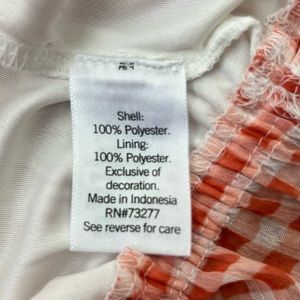 Shell:
100% Polyester.
Lining:
100% Polyester.
Exclusive of
decoration.
Made in Indonesia
RN#73277
See reverse for care